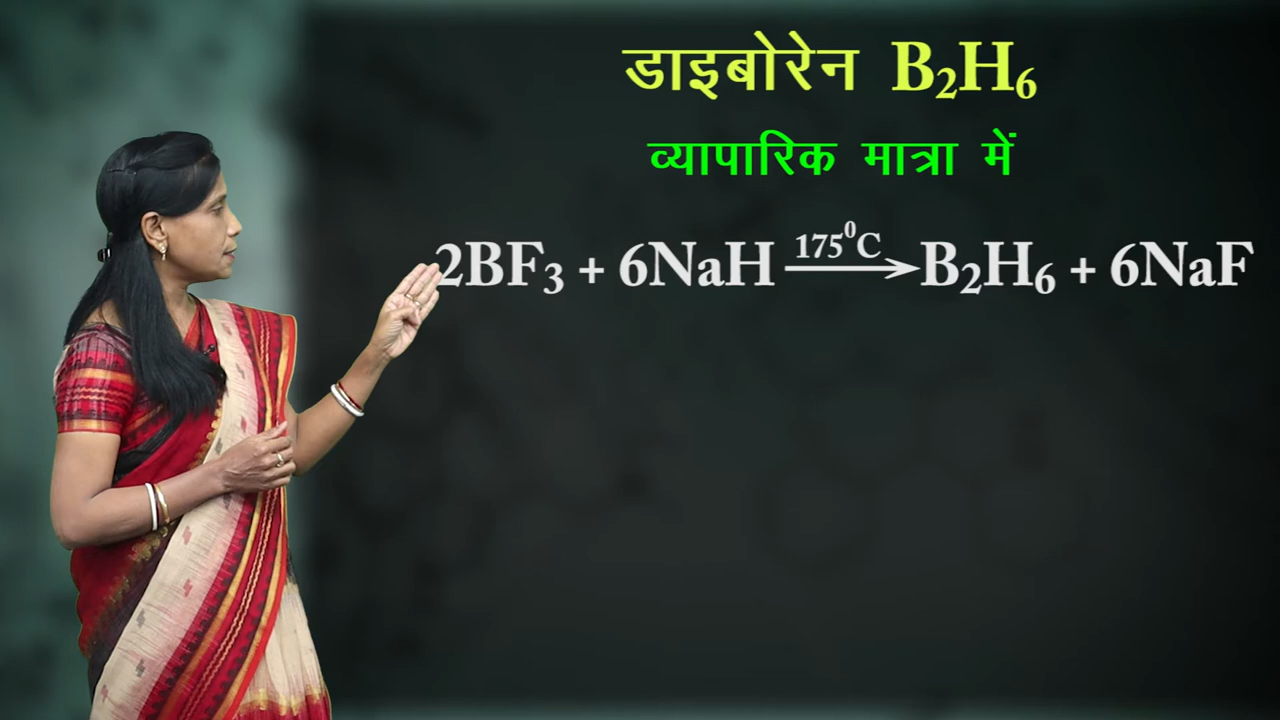 डाइबोरेन B₂H₆
व्यापारिक मात्रा में
2BF₃ + 6NaH —175⁰C→ B₂H₆ + 6NaF